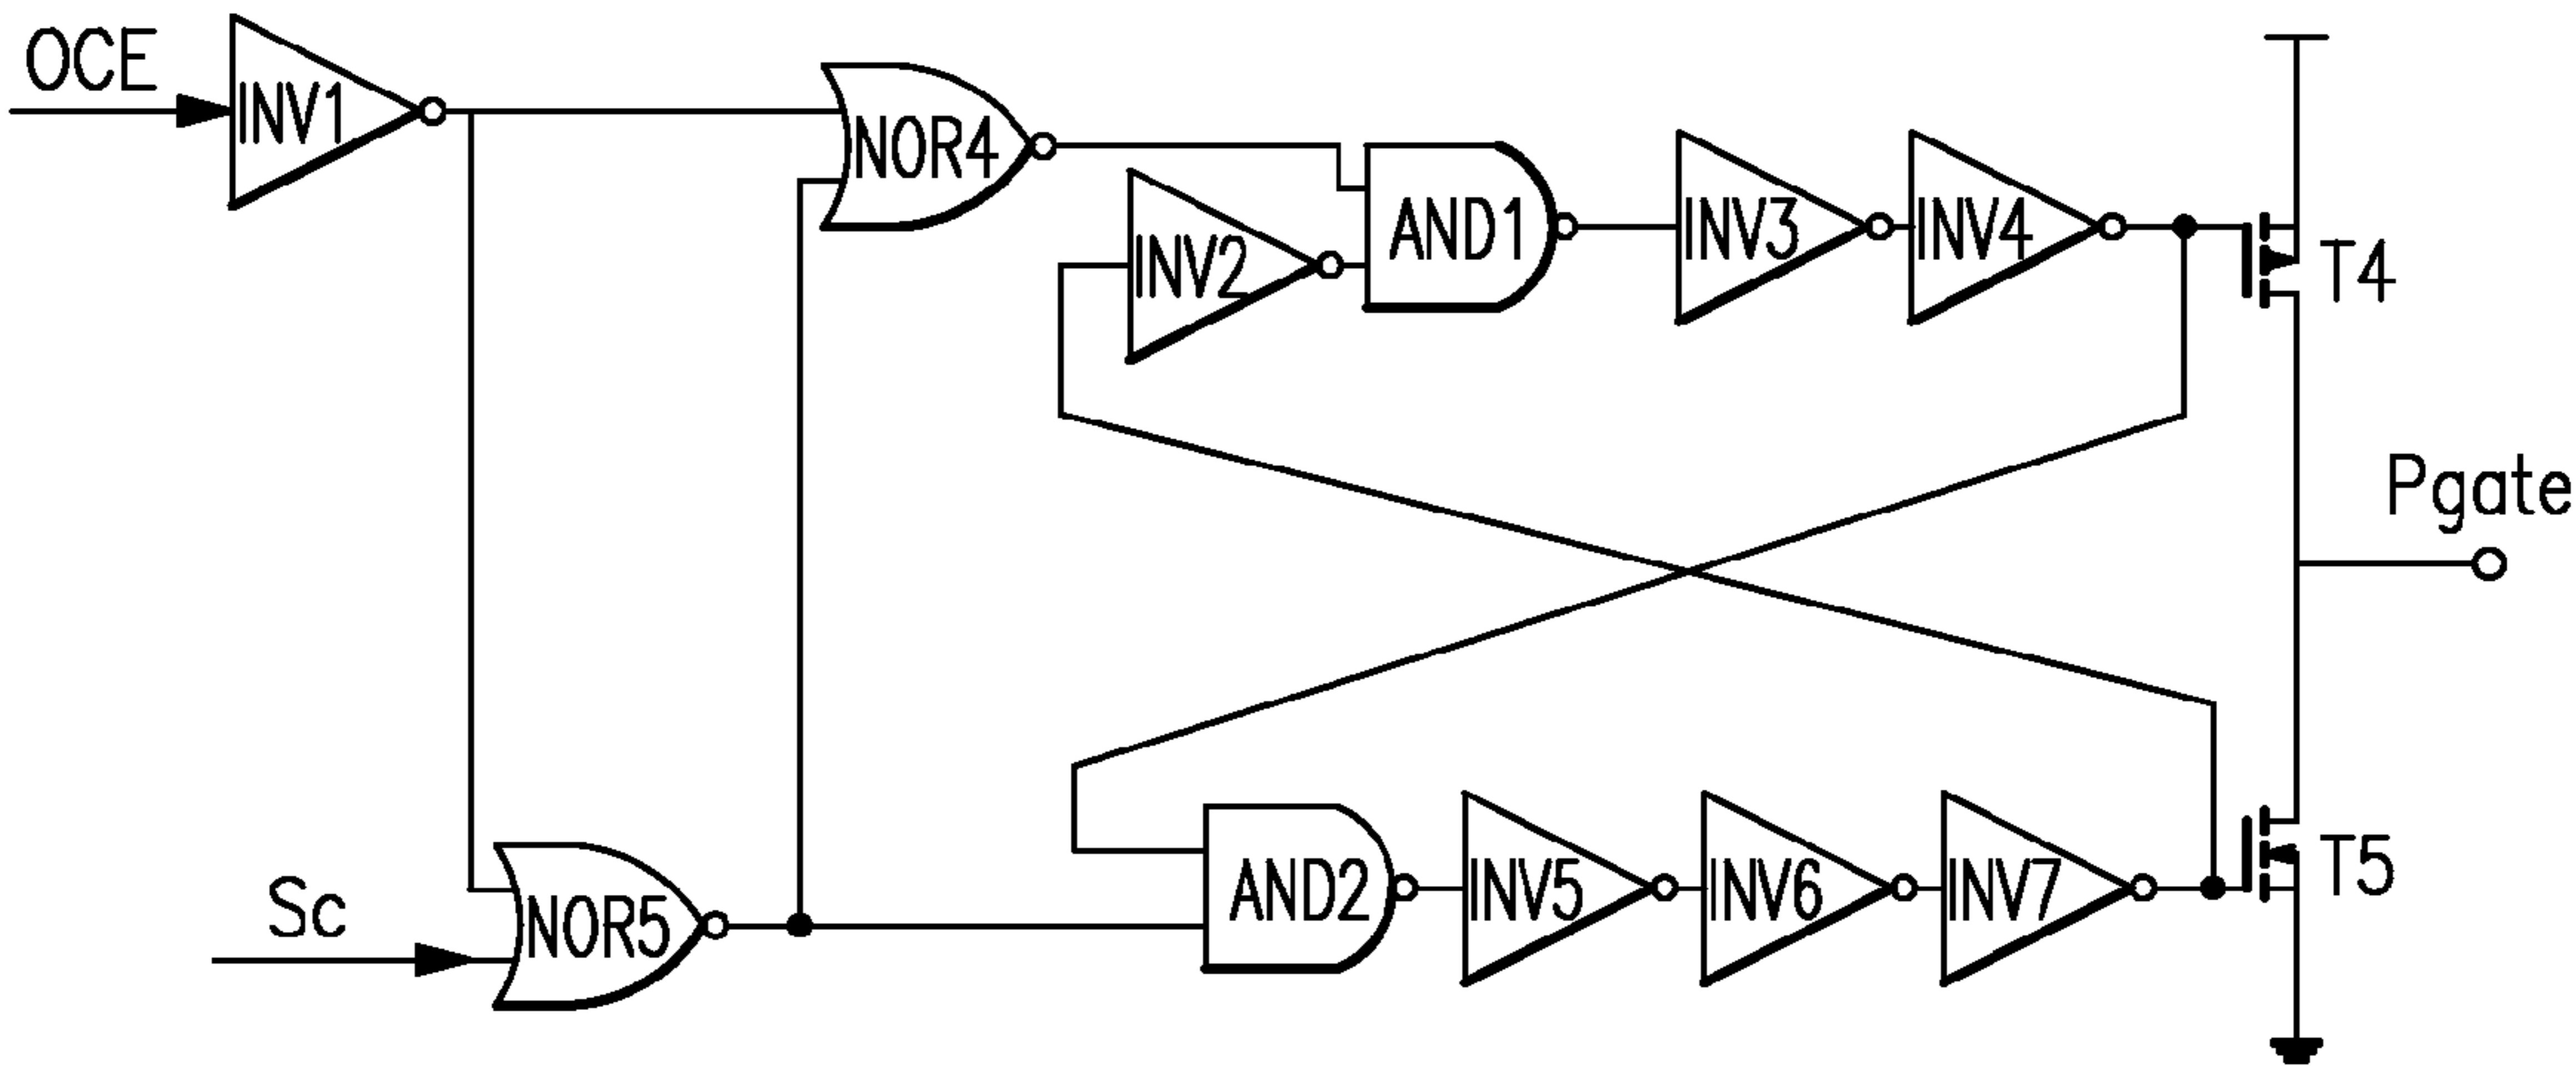 OCE
INV1
NOR4
INV2
AND1
INV3
INV4
T4
Pgate
Sc
NOR5
AND2
INV5
INV6
INV7
T5